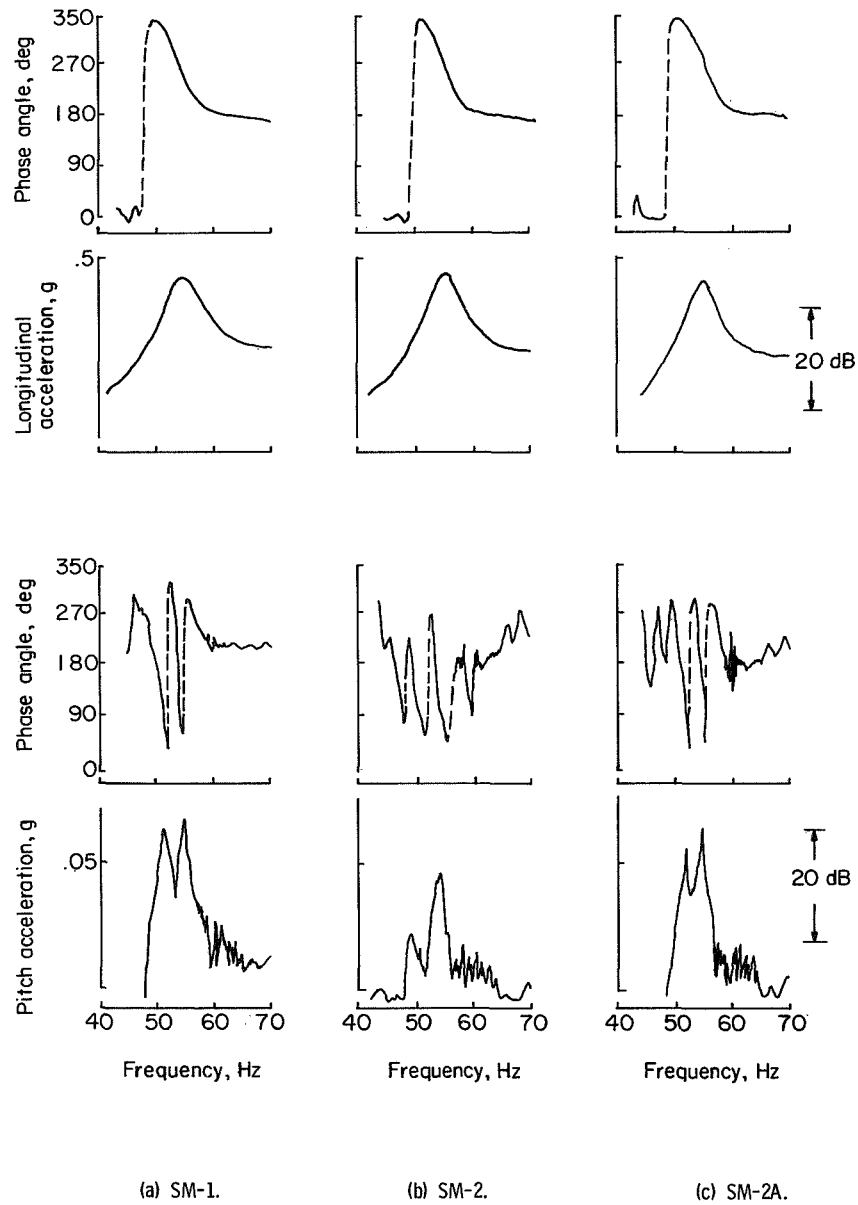 Phase angle, deg
350
270
180
90
0
Longitudinal
acceleration, g
.5
20 dB
Phase angle, deg
350
270
180
90
0
Pitch acceleration, g
.05
20 dB
40 50 60 70
40 50 60 70
40 50 60 70
Frequency, Hz
Frequency, Hz
Frequency, Hz
(a) SM-1.
(b) SM-2.
(c) SM-2A.